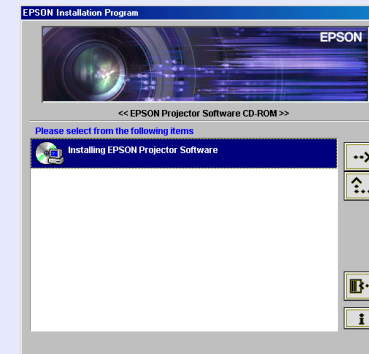 EPSON Installation Program
EPSON
<< EPSON Projector Software CD-ROM >>
Please select from the following items
Installing EPSON Projector Software
i